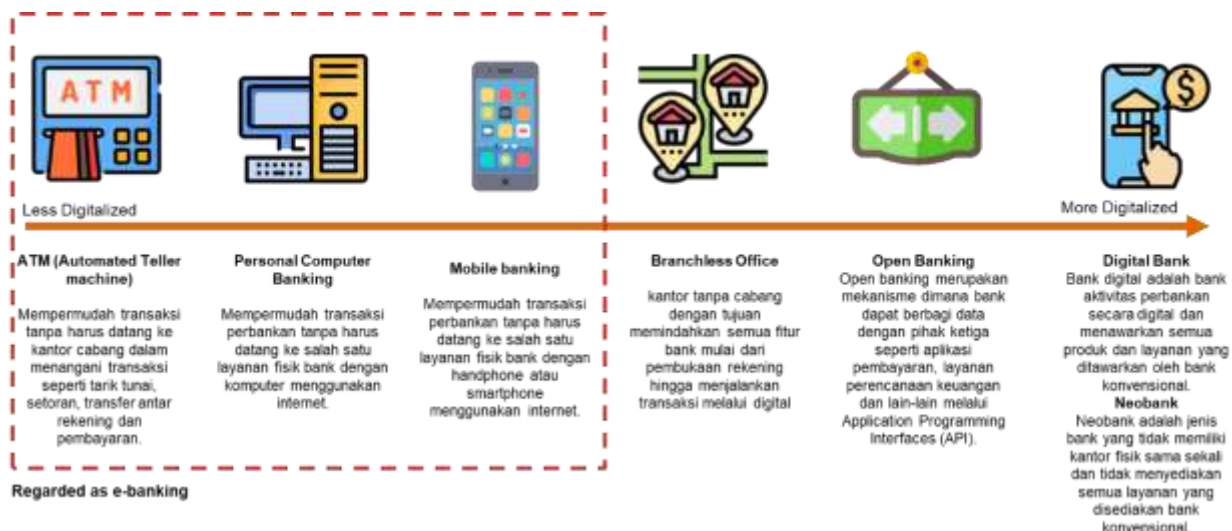 ATM
$
Less Digitalized
More Digitalized
ATM (Automated Teller
machine)
Mempermudah transaksi
tanpa harus datang ke
kantor cabang dalam
menangani transaksi
seperti tarik tunai,
setoran, transfer antar
rekening dan
pembayaran.
Personal Computer
Banking
Mempermudah transaksi
perbankan tanpa harus
datang ke salah satu
layanan fisik bank dengan
komputer menggunakan
internet.
Mobile banking
Mempermudah transaksi
perbankan tanpa harus
datang ke salah satu
layanan fisik bank dengan
handphone atau
smartphone
menggunakan internet.
Branchless Office
kantor tanpa cabang
dengan tujuan
memindahkan semua fitur
bank mulai dari
pembukaan rekening
hingga menjalankan
transaksi melalui digital
Open Banking
Open banking merupakan
mekanisme dimana bank
dapat berbagi data
dengan pihak ketiga
seperti aplikasi
pembayaran, layanan
perencanaan keuangan
dan lain-lain melalui
Application Programming
Interfaces (API).
Digital Bank
Bank digital adalah bank
aktivitas perbankan
secara digital dan
menawarkan semua
produk dan layanan yang
ditawarkan oleh bank
konvensional.
Neobank
Neobank adalah jenis
bank yang tidak memiliki
kantor fisik sama sekali
dan tidak menyediakan
semua layanan yang
disediakan bank
konvensional.
Regarded as e-banking